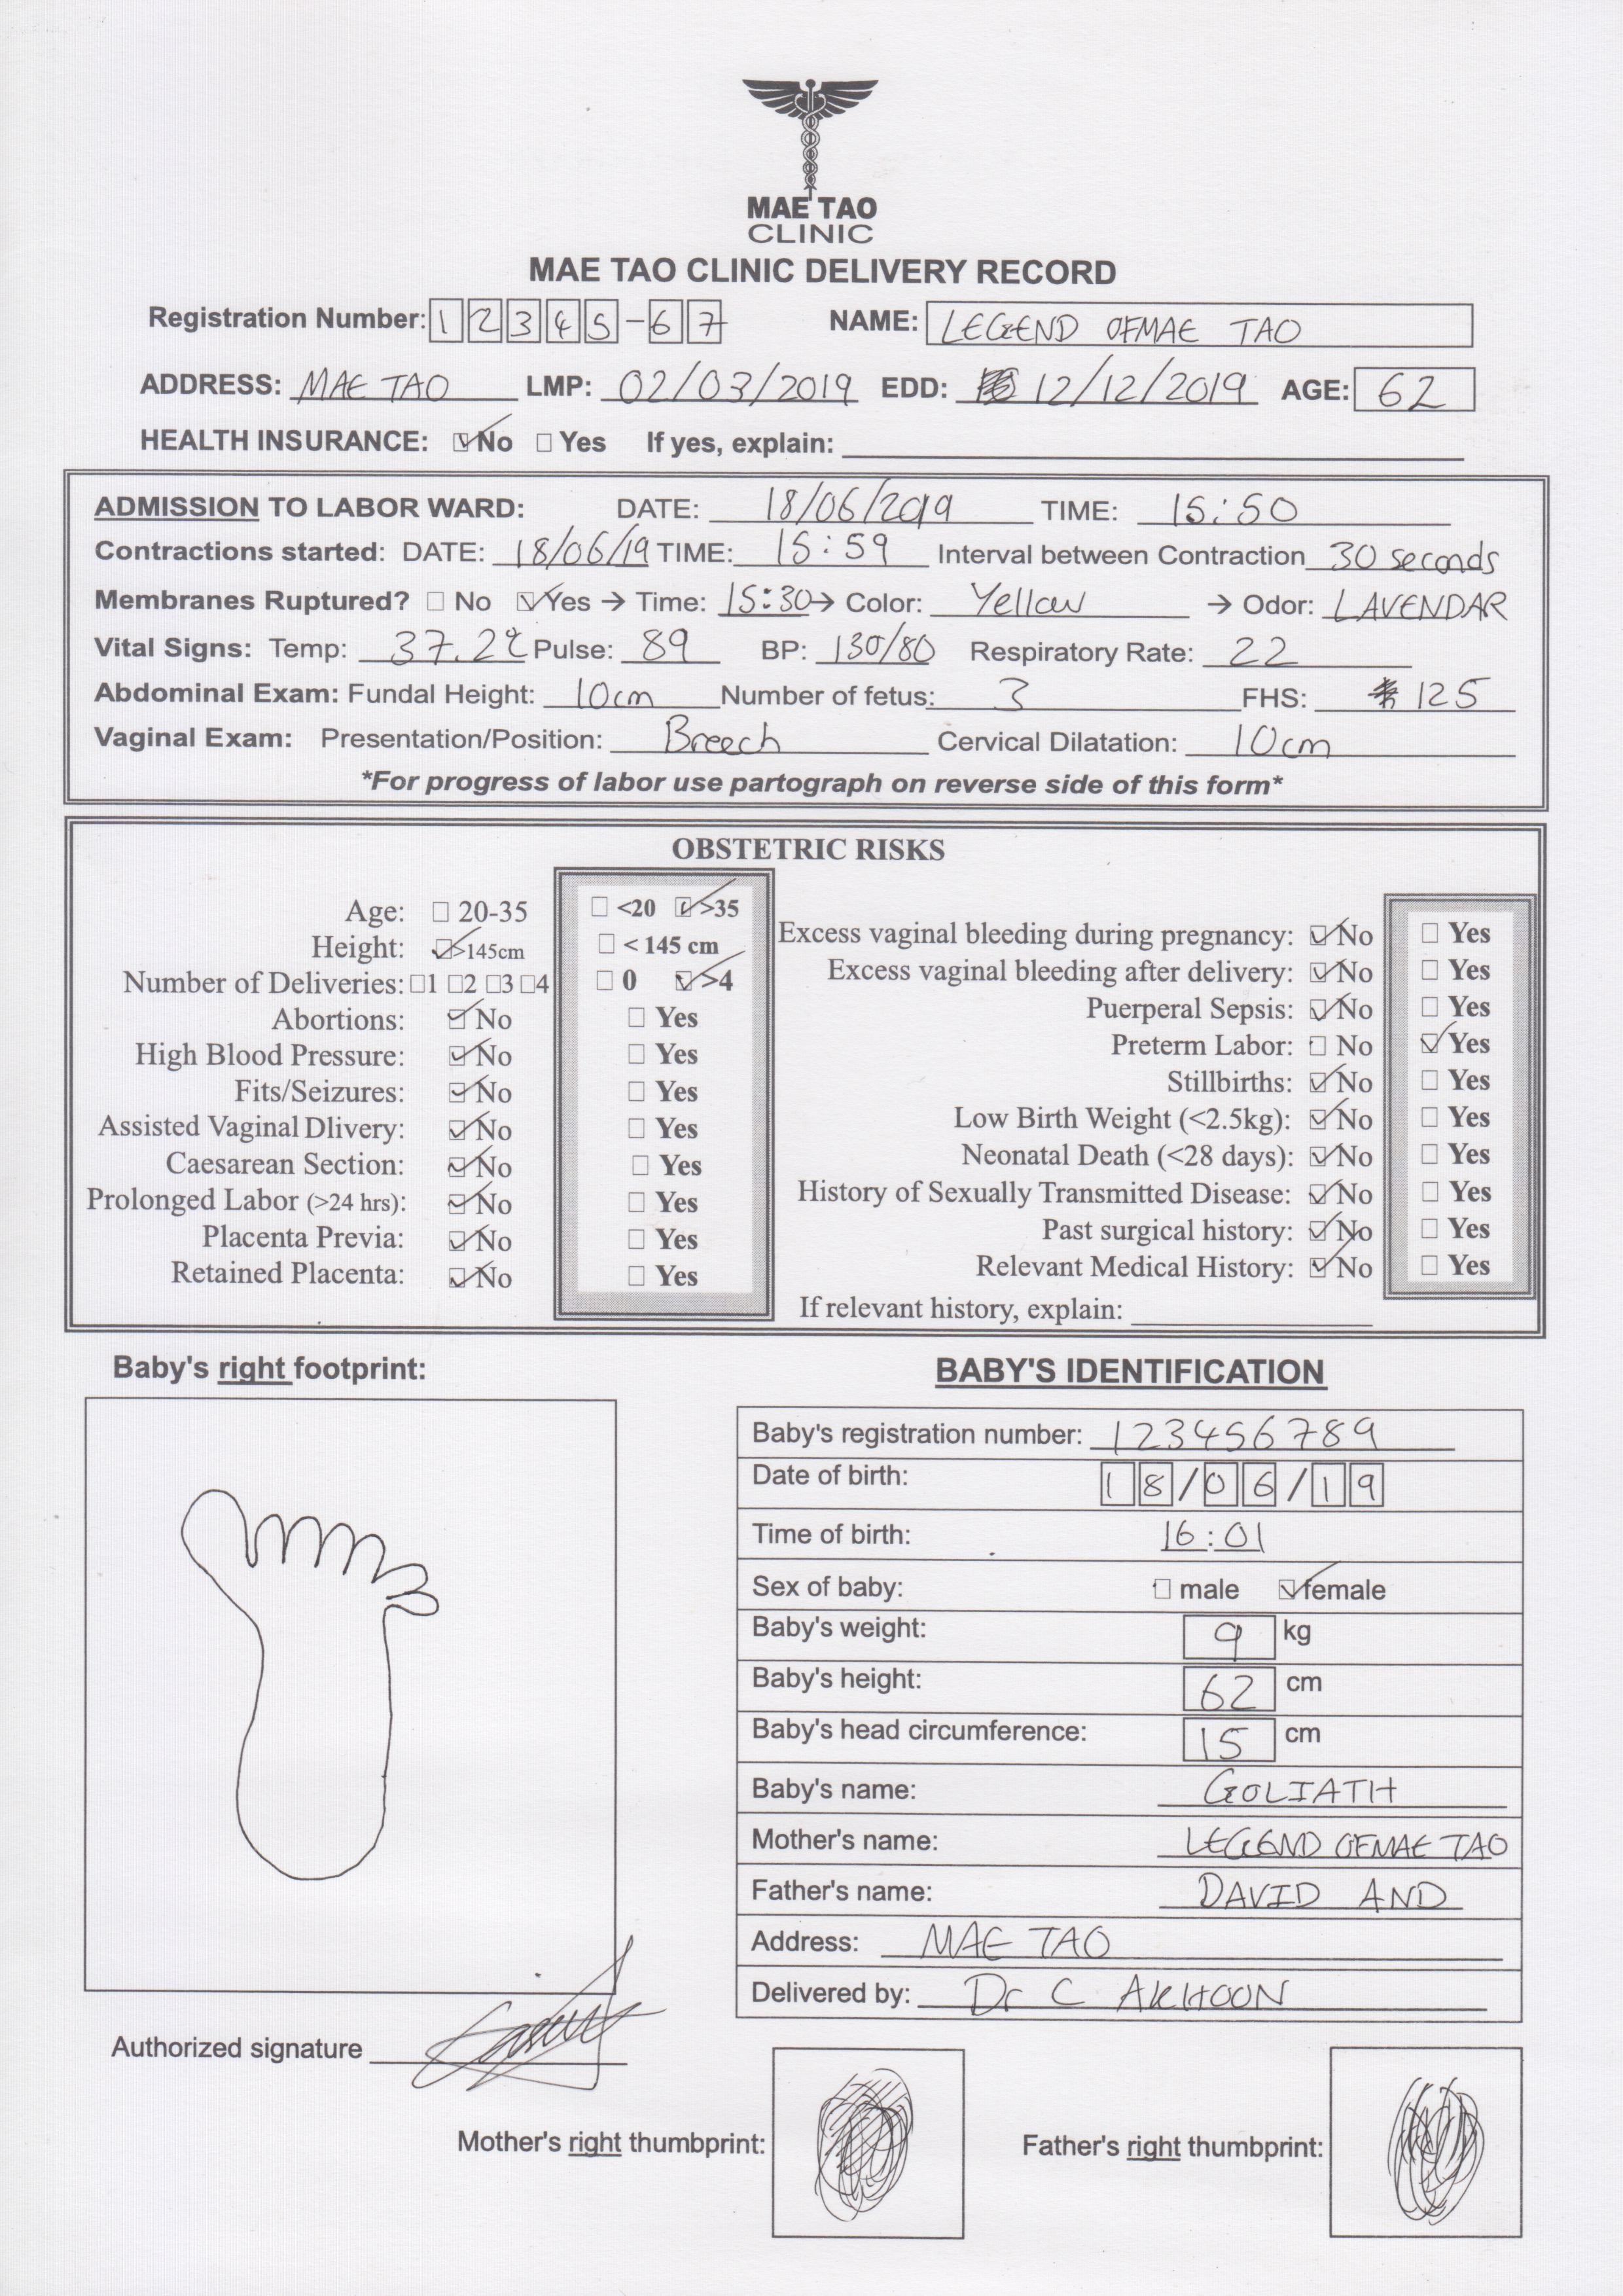 MAE TAO
CLINIC
MAE TAO CLINIC DELIVERY RECORD
Registration Number: 12345-67 NAME: LEGEND OFMAE TAO
ADDRESS: MAE TAO LMP: 02/03/2019 EDD: 12/12/2019 AGE: 62
HEALTH INSURANCE: ☑ No ☐ Yes If yes, explain:
ADMISSION TO LABOR WARD: DATE: 18/06/2019 TIME: 15:50
Contractions started: DATE: 18/06/19 TIME: 15:59 Interval between Contraction 30 seconds
Membranes Ruptured? ☐ No ☑ Yes → Time: 15:30 → Color: Yellow → Odor: LAVENDAR
Vital Signs: Temp: 37.2°C Pulse: 89 BP: 130/80 Respiratory Rate: 22
Abdominal Exam: Fundal Height: 10cm Number of fetus: 3 FHS: 125
Vaginal Exam: Presentation/Position: Breech Cervical Dilatation: 10cm
*For progress of labor use partograph on reverse side of this form*
OBSTETRIC RISKS
Age: ☐ 20-35 ☐ <20 ☑ >35
Height: ☑ >145cm ☐ < 145 cm
Number of Deliveries: ☐1 ☐2 ☐3 ☐4 ☐ 0 ☑ >4
Abortions: ☑ No ☐ Yes
High Blood Pressure: ☑ No ☐ Yes
Fits/Seizures: ☑ No ☐ Yes
Assisted Vaginal Dlivery: ☑ No ☐ Yes
Caesarean Section: ☑ No ☐ Yes
Prolonged Labor (>24 hrs): ☑ No ☐ Yes
Placenta Previa: ☑ No ☐ Yes
Retained Placenta: ☑ No ☐ Yes
Excess vaginal bleeding during pregnancy: ☑ No ☐ Yes
Excess vaginal bleeding after delivery: ☑ No ☐ Yes
Puerperal Sepsis: ☑ No ☐ Yes
Preterm Labor: ☐ No ☑ Yes
Stillbirths: ☑ No ☐ Yes
Low Birth Weight (<2.5kg): ☑ No ☐ Yes
Neonatal Death (<28 days): ☑ No ☐ Yes
History of Sexually Transmitted Disease: ☑ No ☐ Yes
Past surgical history: ☑ No ☐ Yes
Relevant Medical History: ☑ No ☐ Yes
If relevant history, explain:
Baby's right footprint:
BABY'S IDENTIFICATION
Baby's registration number: 123456789
Date of birth: 18/06/19
Time of birth: 16:01
Sex of baby: ☐ male ☑ female
Baby's weight: 9 kg
Baby's height: 62 cm
Baby's head circumference: 15 cm
Baby's name: GOLIATH
Mother's name: LEGEND OFMAE TAO
Father's name: DAVID AND
Address: MAE TAO
Delivered by: Dr C AKHOON
Authorized signature
Mother's right thumbprint:
Father's right thumbprint: